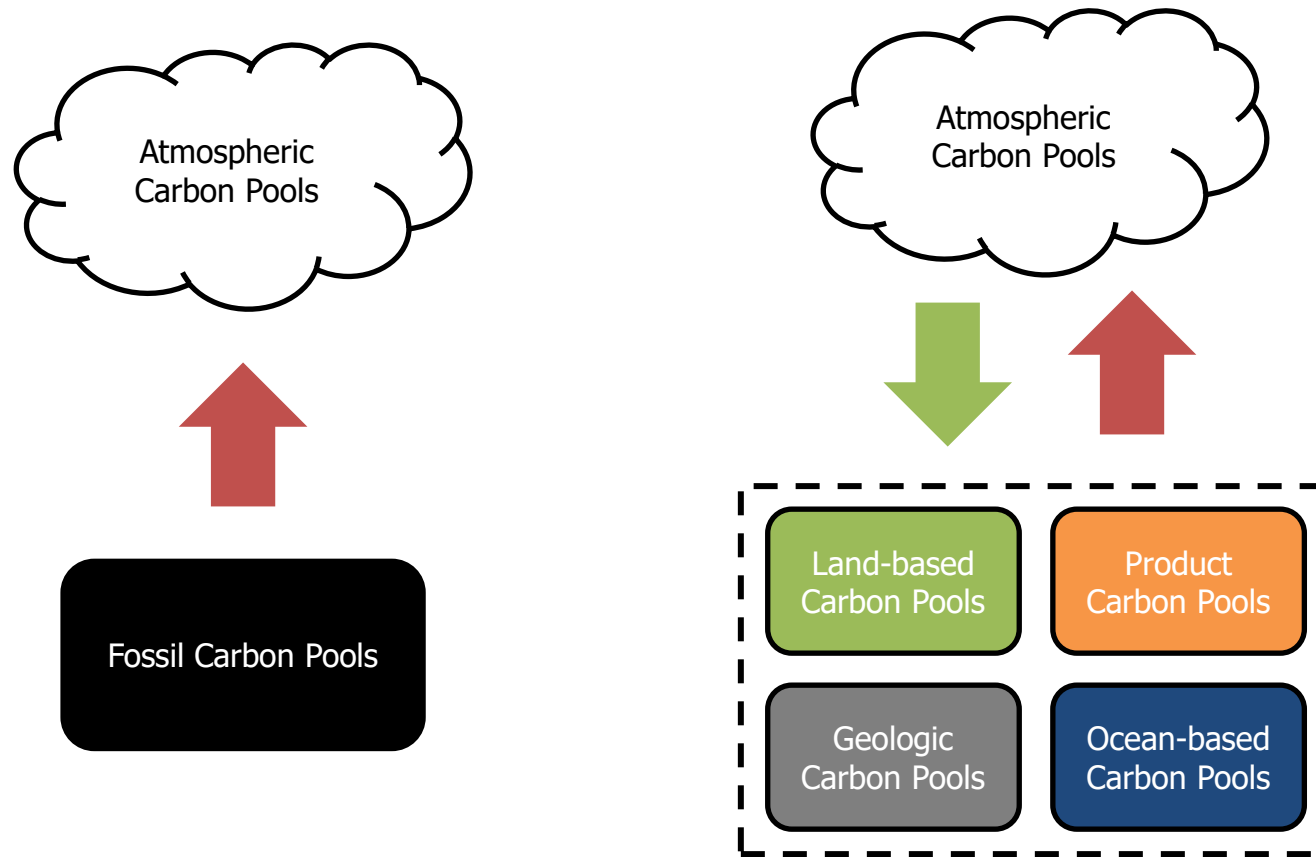 Atmospheric
Carbon Pools
Fossil Carbon Pools
Atmospheric
Carbon Pools
Land-based
Carbon Pools
Product
Carbon Pools
Geologic
Carbon Pools
Ocean-based
Carbon Pools